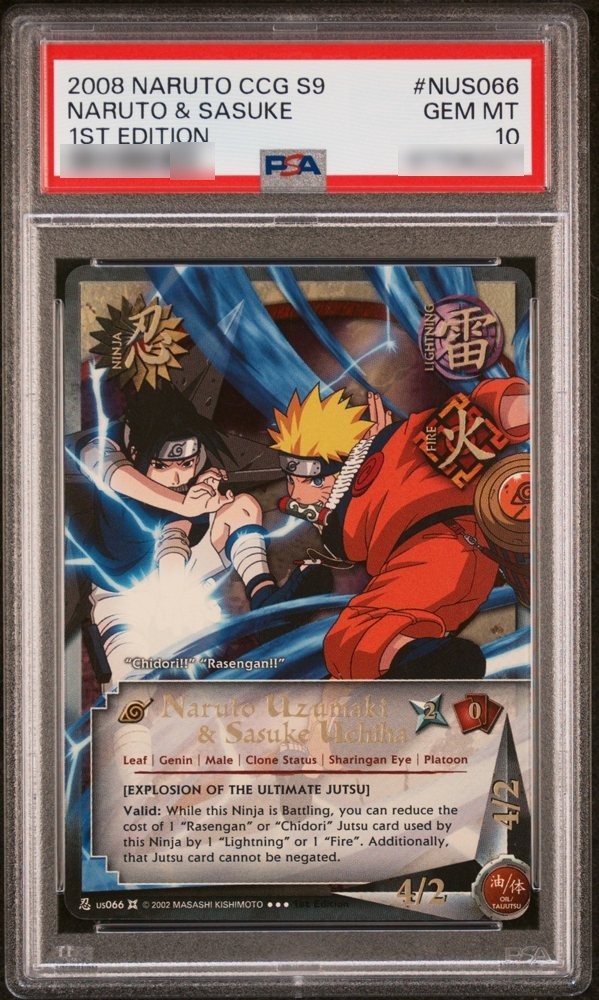 2008 NARUTO CCG S9 #NUS066
NARUTO & SASUKE GEM MT
1ST EDITION 10
PSA
NINJA 忍
LIGHTNING 雷
FIRE 火
"Chidori!!" "Rasengan!!"
Naruto Uzumaki
& Sasuke Uchiha
2 0
Leaf | Genin | Male | Clone Status | Sharingan Eye | Platoon
[EXPLOSION OF THE ULTIMATE JUTSU]
Valid: While this Ninja is Battling, you can reduce the
cost of 1 "Rasengan" or "Chidori" Jutsu card used by
this Ninja by 1 "Lightning" or 1 "Fire". Additionally,
that Jutsu card cannot be negated.
4/2
4/2
油/体
OIL/
TAIJUTSU
忍 US066 © 2002 MASASHI KISHIMOTO ●●● 1st Edition
PSA